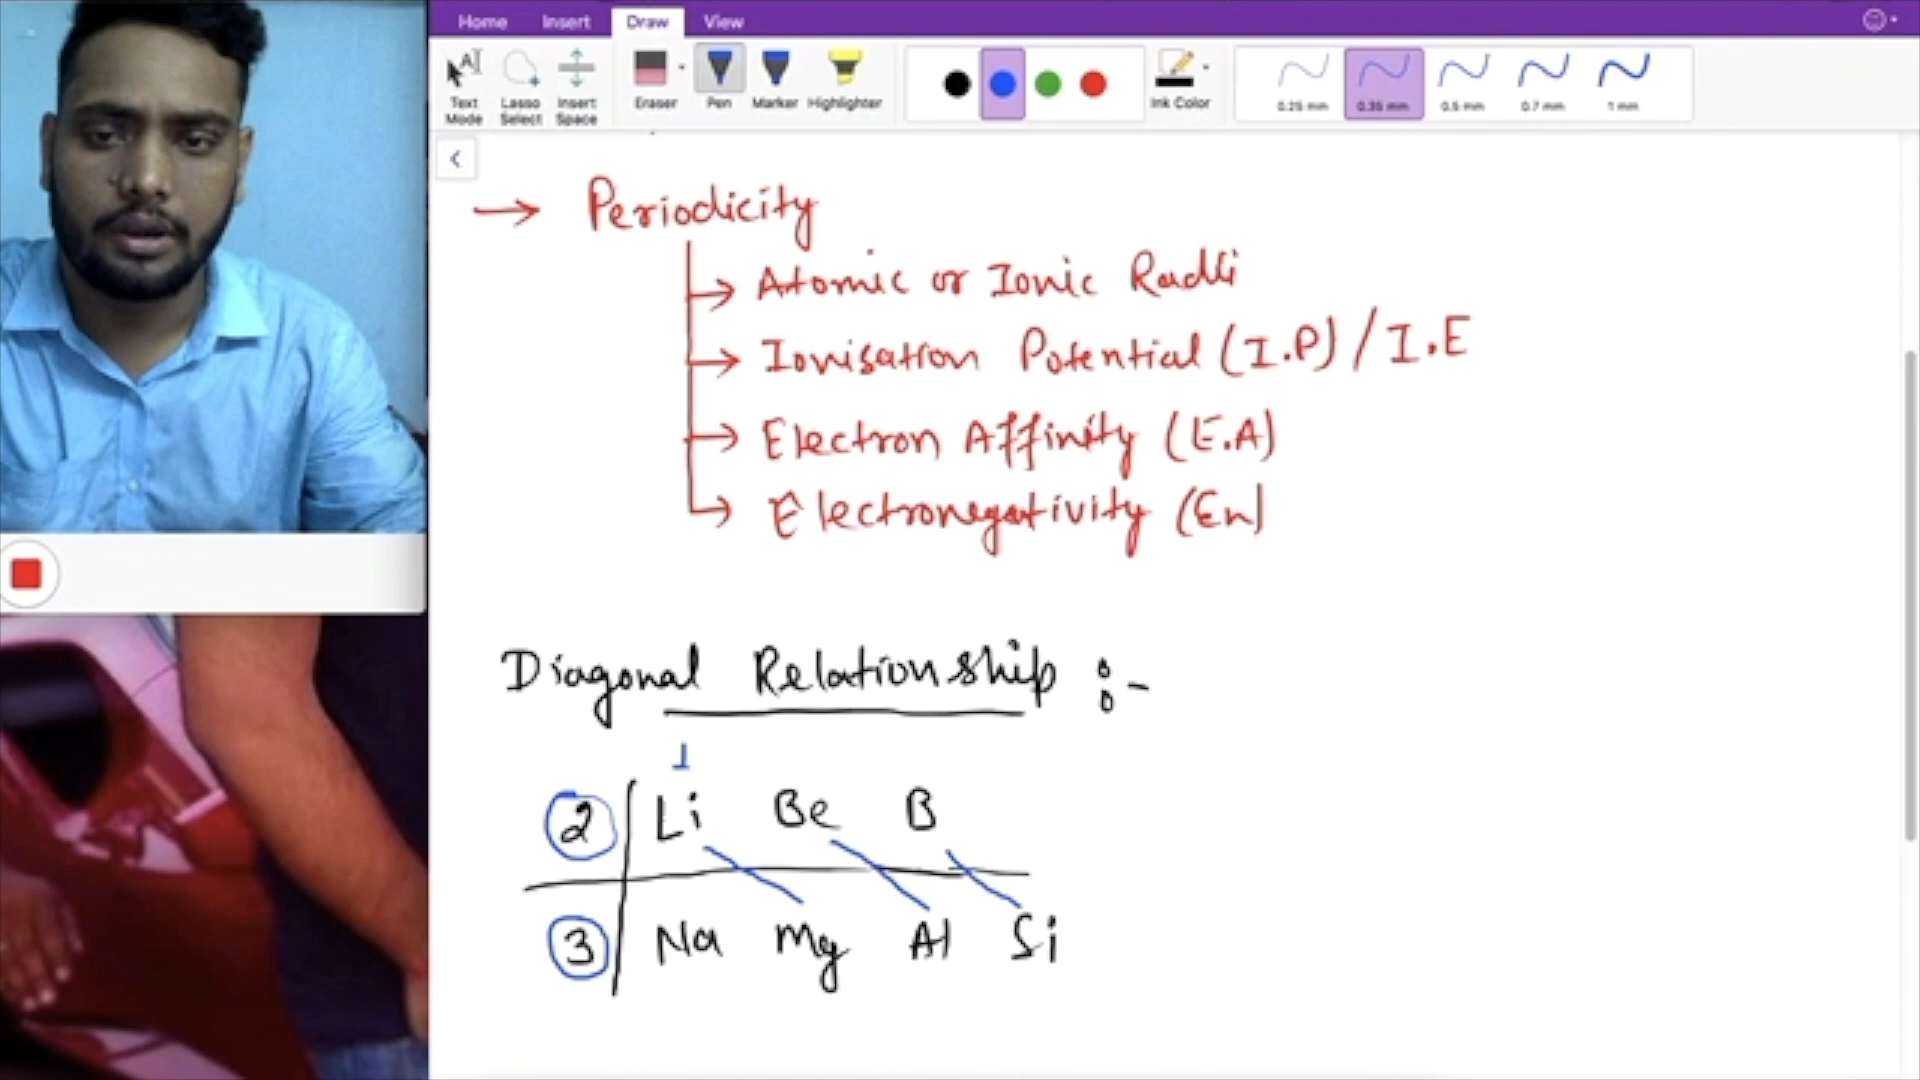 Home Insert Draw View
Text Mode Lasso Select Insert Space Eraser Pen Marker Highlighter Ink Color 0.25 mm 0.35 mm 0.5 mm 0.7 mm 1 mm
→ Periodicity
→ Atomic or Ionic Radii
→ Ionisation Potential (I.P) / I.E
→ Electron Affinity (E.A)
→ Electronegativity (En)
Diagonal Relationship :-
1
2 Li Be B
3 Na Mg Al Si